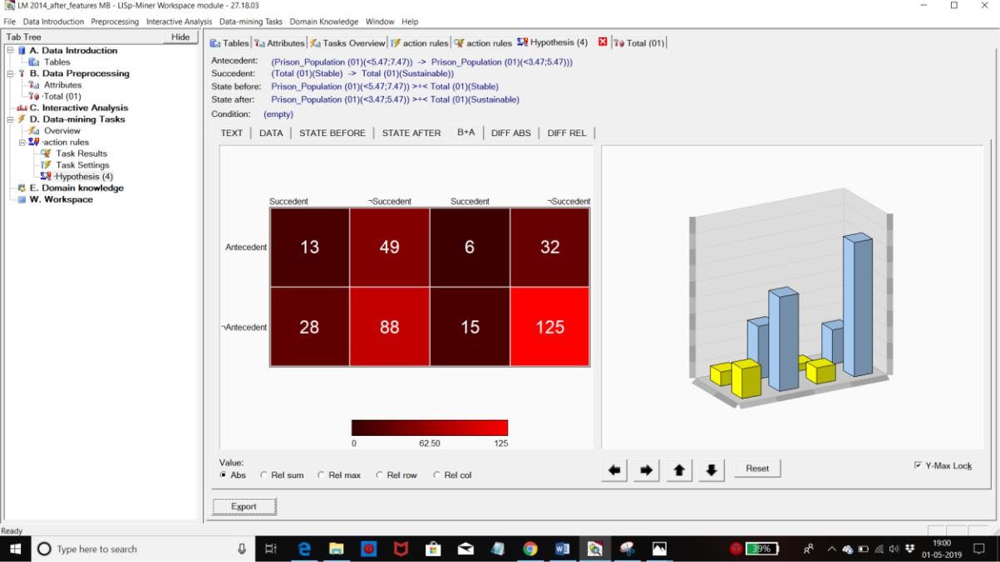 LM 2014_after_features MB - LISp-Miner Workspace module - 27.18.03
File Data Introduction Preprocessing Interactive Analysis Data-mining Tasks Domain Knowledge Window Help
Tab Tree Hide
A. Data Introduction
Tables
B. Data Preprocessing
Attributes
·Total (01)
C. Interactive Analysis
D. Data-mining Tasks
Overview
·action rules
Task Results
Task Settings
·Hypothesis (4)
E. Domain knowledge
W. Workspace
Tables Attributes Tasks Overview action rules action rules Hypothesis (4) Total (01)
Antecedent: (Prison_Population (01)(<5.47;7.47)) -> Prison_Population (01)(<3.47;5.47)))
Succedent: (Total (01)(Stable) -> Total (01)(Sustainable))
State before: Prison_Population (01)(<5.47;7.47) >÷< Total (01)(Stable)
State after: Prison_Population (01)(<3.47;5.47) >÷< Total (01)(Sustainable)
Condition: (empty)
TEXT DATA STATE BEFORE STATE AFTER B+A DIFF ABS DIFF REL
Succedent ¬Succedent Succedent ¬Succedent
Antecedent 13 49 6 32
¬Antecedent 28 88 15 125
0 62.50 125
Value:
Abs Rel sum Rel max Rel row Rel col
Reset
Y-Max Lock
Export
Ready
Type here to search
39%
19:00
01-05-2019